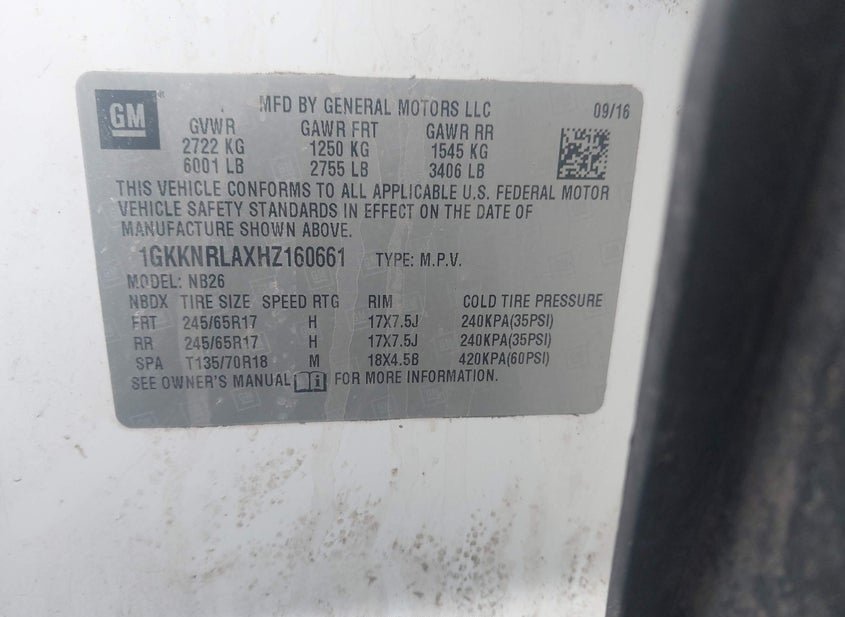 GM
MFD BY GENERAL MOTORS LLC 09/16
GVWR GAWR FRT GAWR RR
2722 KG 1250 KG 1545 KG
6001 LB 2755 LB 3406 LB
THIS VEHICLE CONFORMS TO ALL APPLICABLE U.S. FEDERAL MOTOR
VEHICLE SAFETY STANDARDS IN EFFECT ON THE DATE OF
MANUFACTURE SHOWN ABOVE.
1GKKNRLAXHZ160661 TYPE: M.P.V.
MODEL: NB26
NBDX TIRE SIZE SPEED RTG RIM COLD TIRE PRESSURE
FRT 245/65R17 H 17X7.5J 240KPA(35PSI)
RR 245/65R17 H 17X7.5J 240KPA(35PSI)
SPA T135/70R18 M 18X4.5B 420KPA(60PSI)
SEE OWNER'S MANUAL FOR MORE INFORMATION.